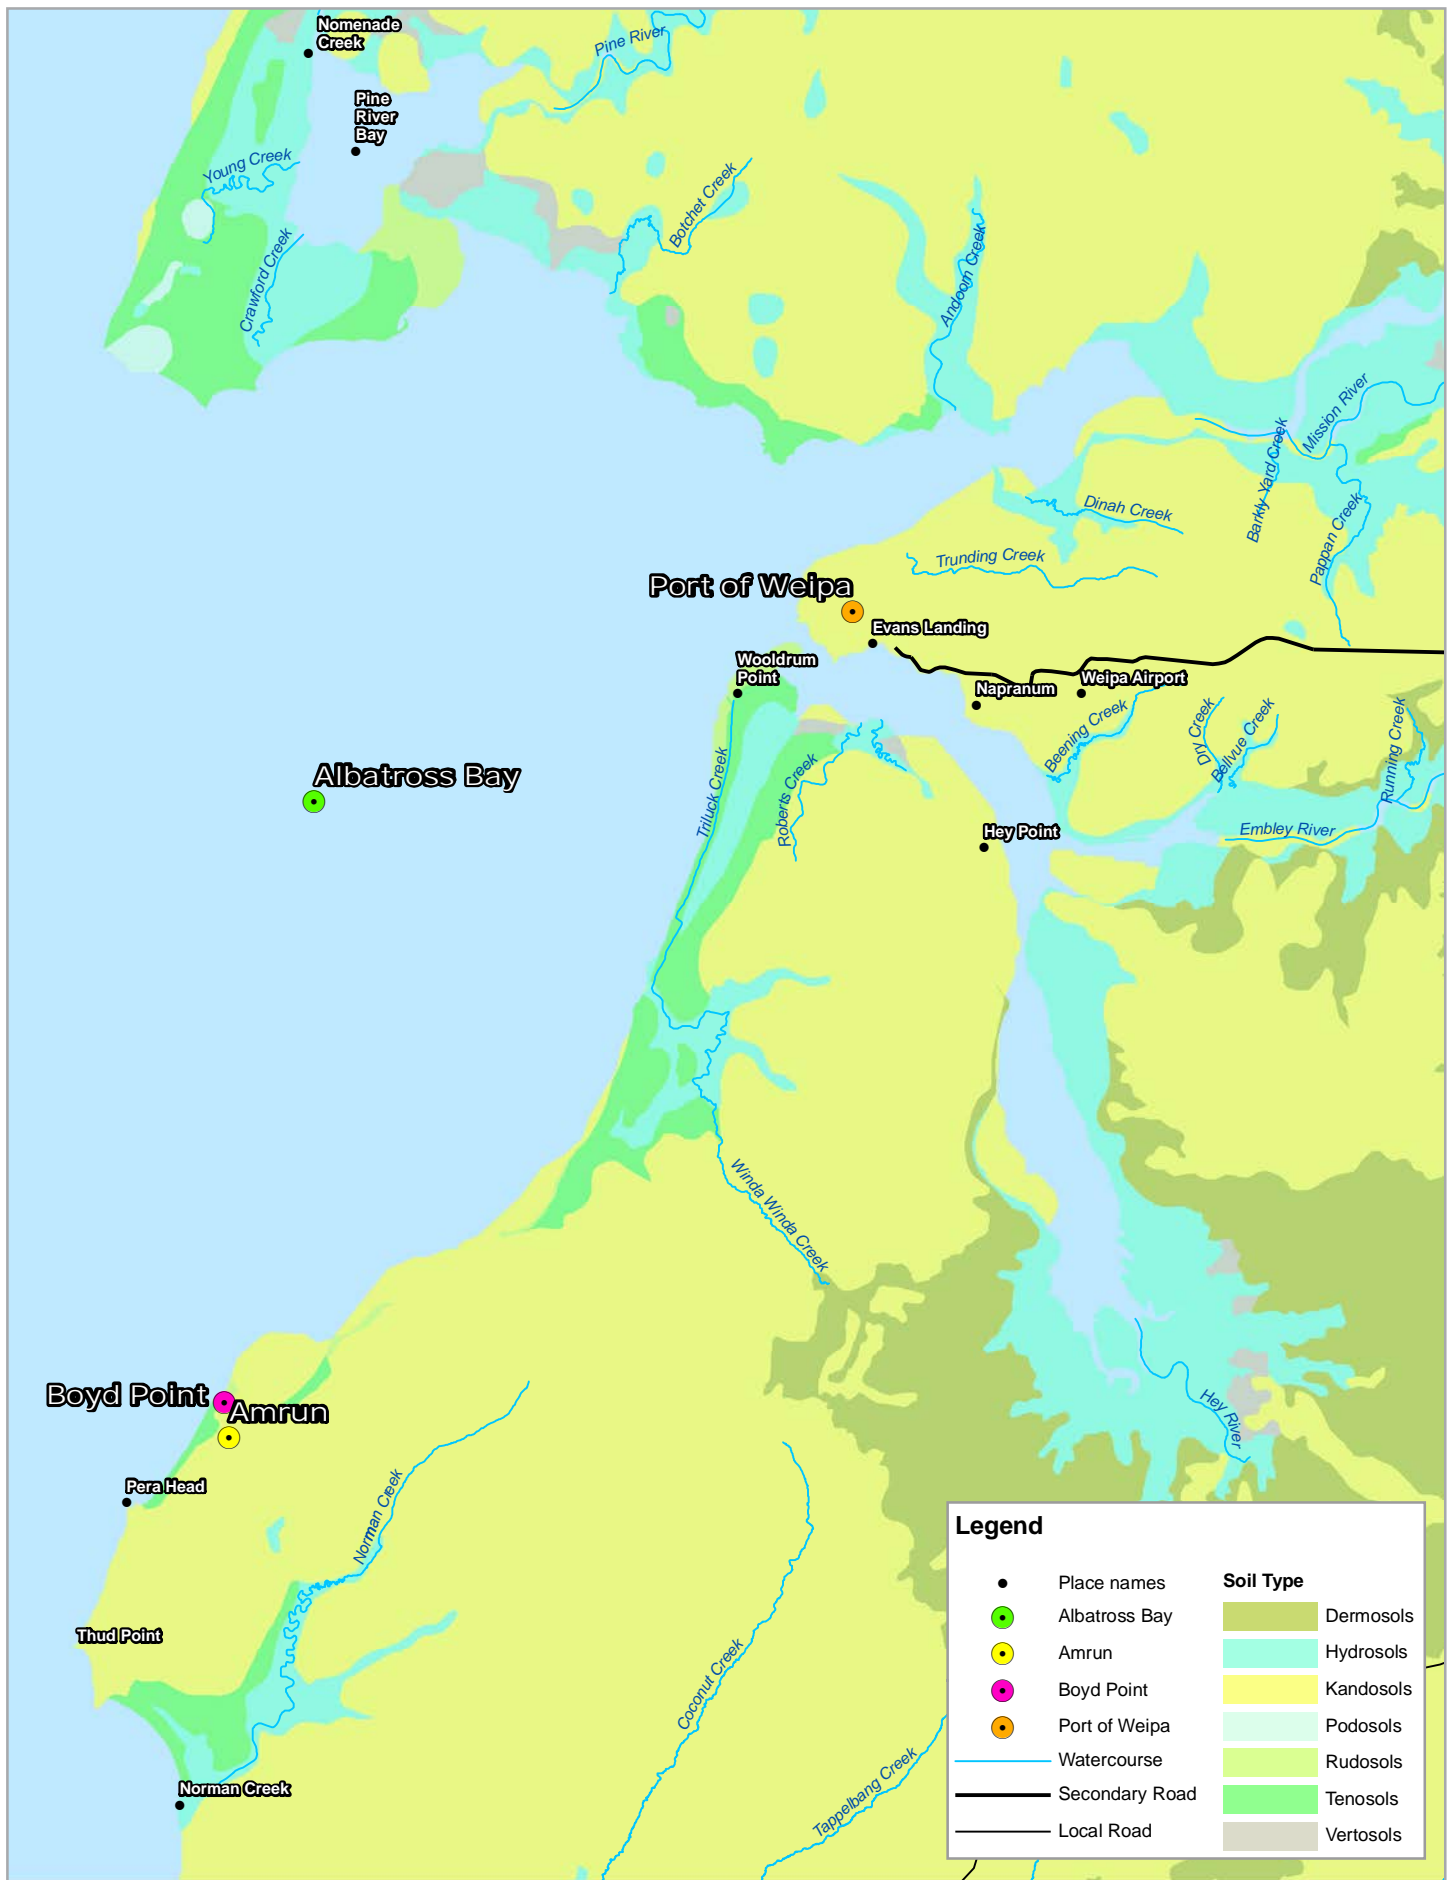 Nomenade
Creek
Pine River
Pine
River
Bay
Young Creek
Botchet Creek
Crawford Creek
Andoom Creek
Mission River
Barkly Yard Creek
Dinah Creek
Pappan Creek
Trunding Creek
Port of Weipa
Evans Landing
Wooldrum
Point
Napranum
Weipa Airport
Beening Creek
Dry Creek
Bellvue Creek
Running Creek
Albatross Bay
Triluck Creek
Roberts Creek
Hey Point
Embley River
Winda Winda Creek
Boyd Point
Amrun
Hey River
Pera Head
Norman Creek
Thud Point
Coconut Creek
Tappelbang Creek
Norman Creek
Legend
Place names
Albatross Bay
Amrun
Boyd Point
Port of Weipa
Watercourse
Secondary Road
Local Road
Soil Type
Dermosols
Hydrosols
Kandosols
Podosols
Rudosols
Tenosols
Vertosols